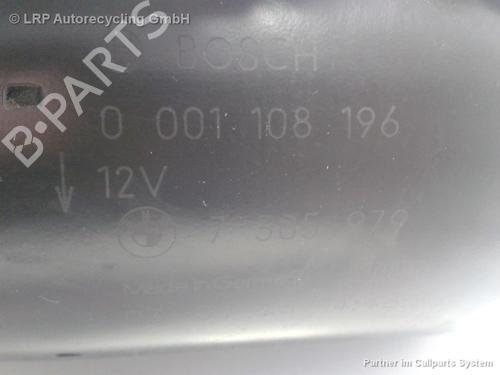 © LRP Autorecycling GmbH
B-PARTS
BOSCH
0 001 108 196
12V
7 505 979
Made in Germany
Partner im Callparts System